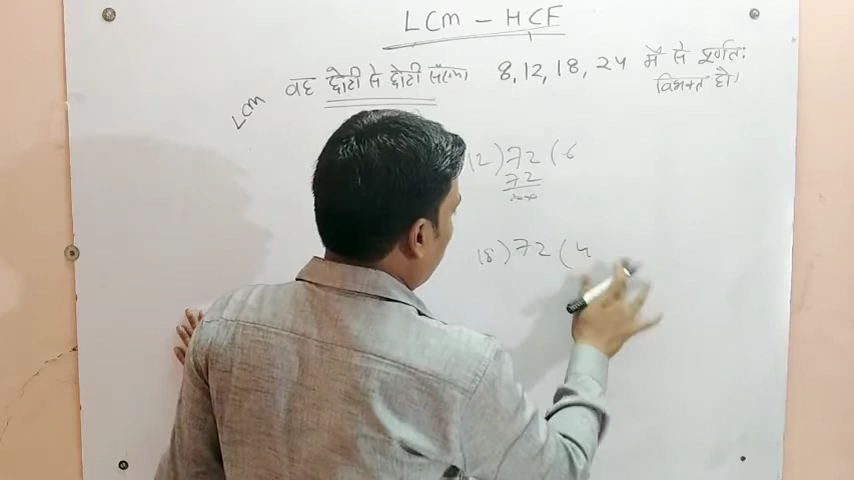 LCM - HCF
LCM वह छोटी से छोटी संख्या 8, 12, 18, 24 में से पूर्णतः
विभक्त हो।
12)72(6
72
××
18)72(4